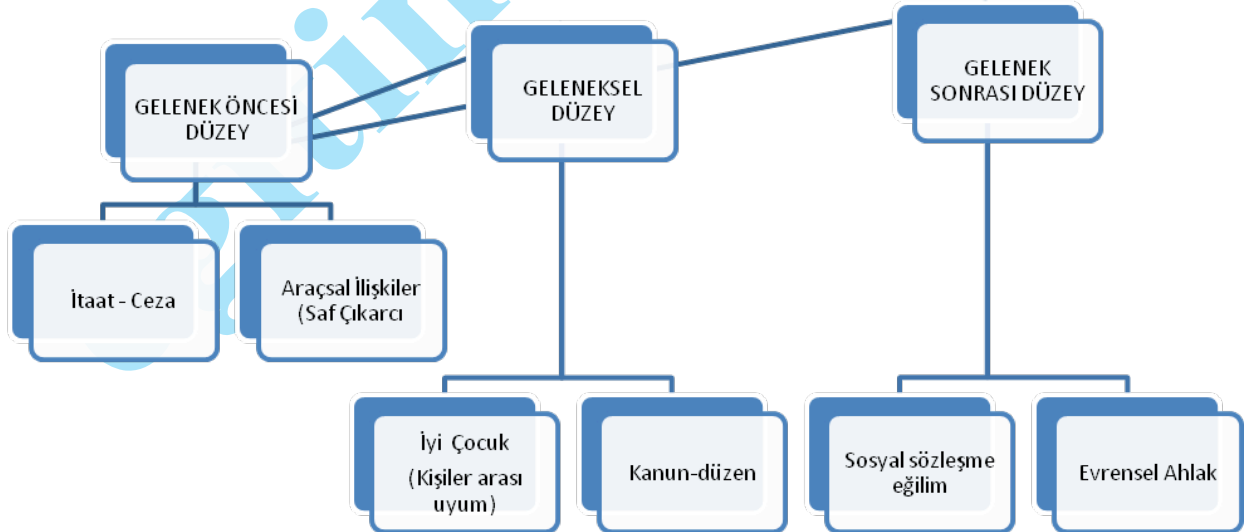 GELENEK ÖNCESİ
DÜZEY
GELENEKSEL
DÜZEY
GELENEK
SONRASI DÜZEY
İtaat - Ceza
Araçsal İlişkiler
(Saf Çıkarcı
İyi Çocuk
(Kişiler arası
uyum)
Kanun-düzen
Sosyal sözleşme
eğilim
Evrensel Ahlak